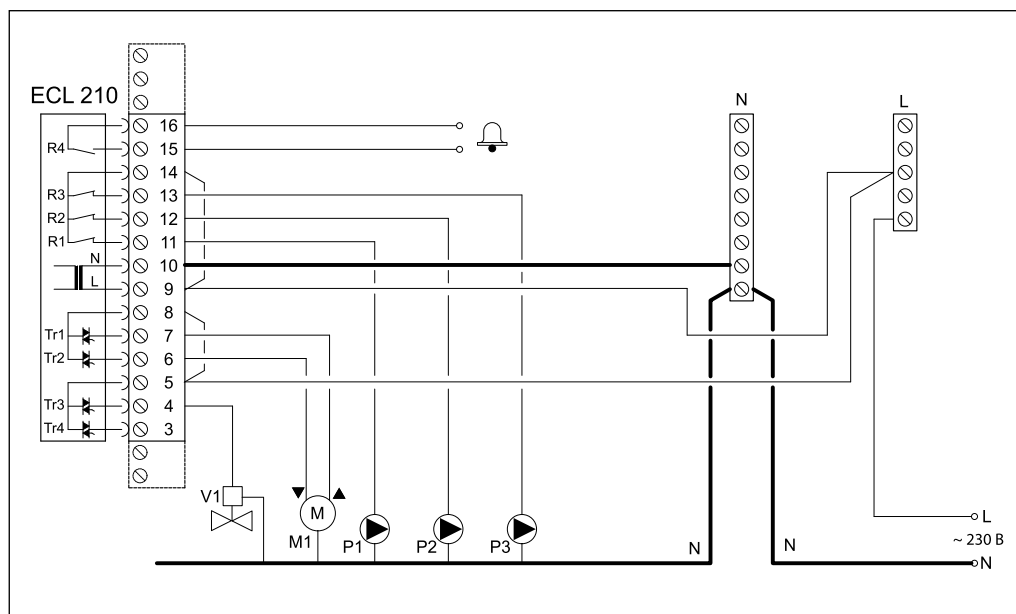 ECL 210
N
L
R4
R3
R2
R1
N
L
Tr1
Tr2
Tr3
Tr4
16
15
14
13
12
11
10
9
8
7
6
5
4
3
V1
M
M1
P1
P2
P3
N
N
L
~ 230 В
N